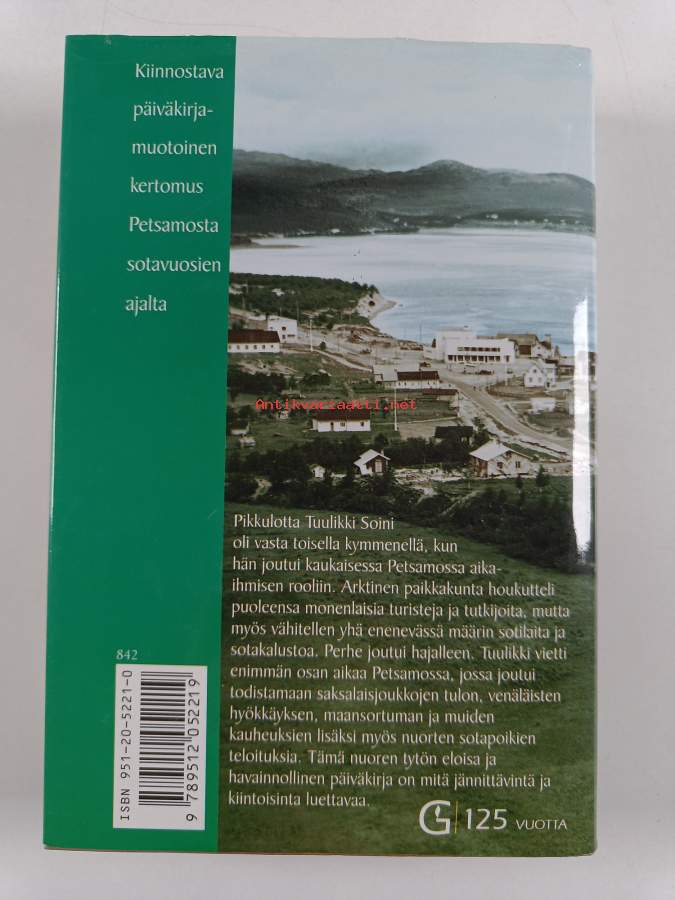 Kiinnostava
päiväkirja-
muotoinen
kertomus
Petsamosta
sotavuosien
ajalta
Antikvariaatti.net
Pikkulotta Tuulikki Soini
oli vasta toisella kymmenellä, kun
hän joutui kaukaisessa Petsamossa aika-
ihmisen rooliin. Arktinen paikkakunta houkutteli
puoleensa monenlaisia turisteja ja tutkijoita, mutta
myös vähitellen yhä enenevässä määrin sotilaita ja
sotakalustoa. Perhe joutui hajalleen. Tuulikki vietti
enimmän osan aikaa Petsamossa, jossa joutui
todistamaan saksalaisjoukkojen tulon, venäläisten
hyökkäyksen, maansortuman ja muiden
kauheuksien lisäksi myös nuorten sotapoikien
teloituksia. Tämä nuoren tytön eloisa ja
havainnollinen päiväkirja on mitä jännittävintä ja
kiintoisinta luettavaa.
842
ISBN 951-20-5221-0
9 789512 052219
G 125 VUOTTA